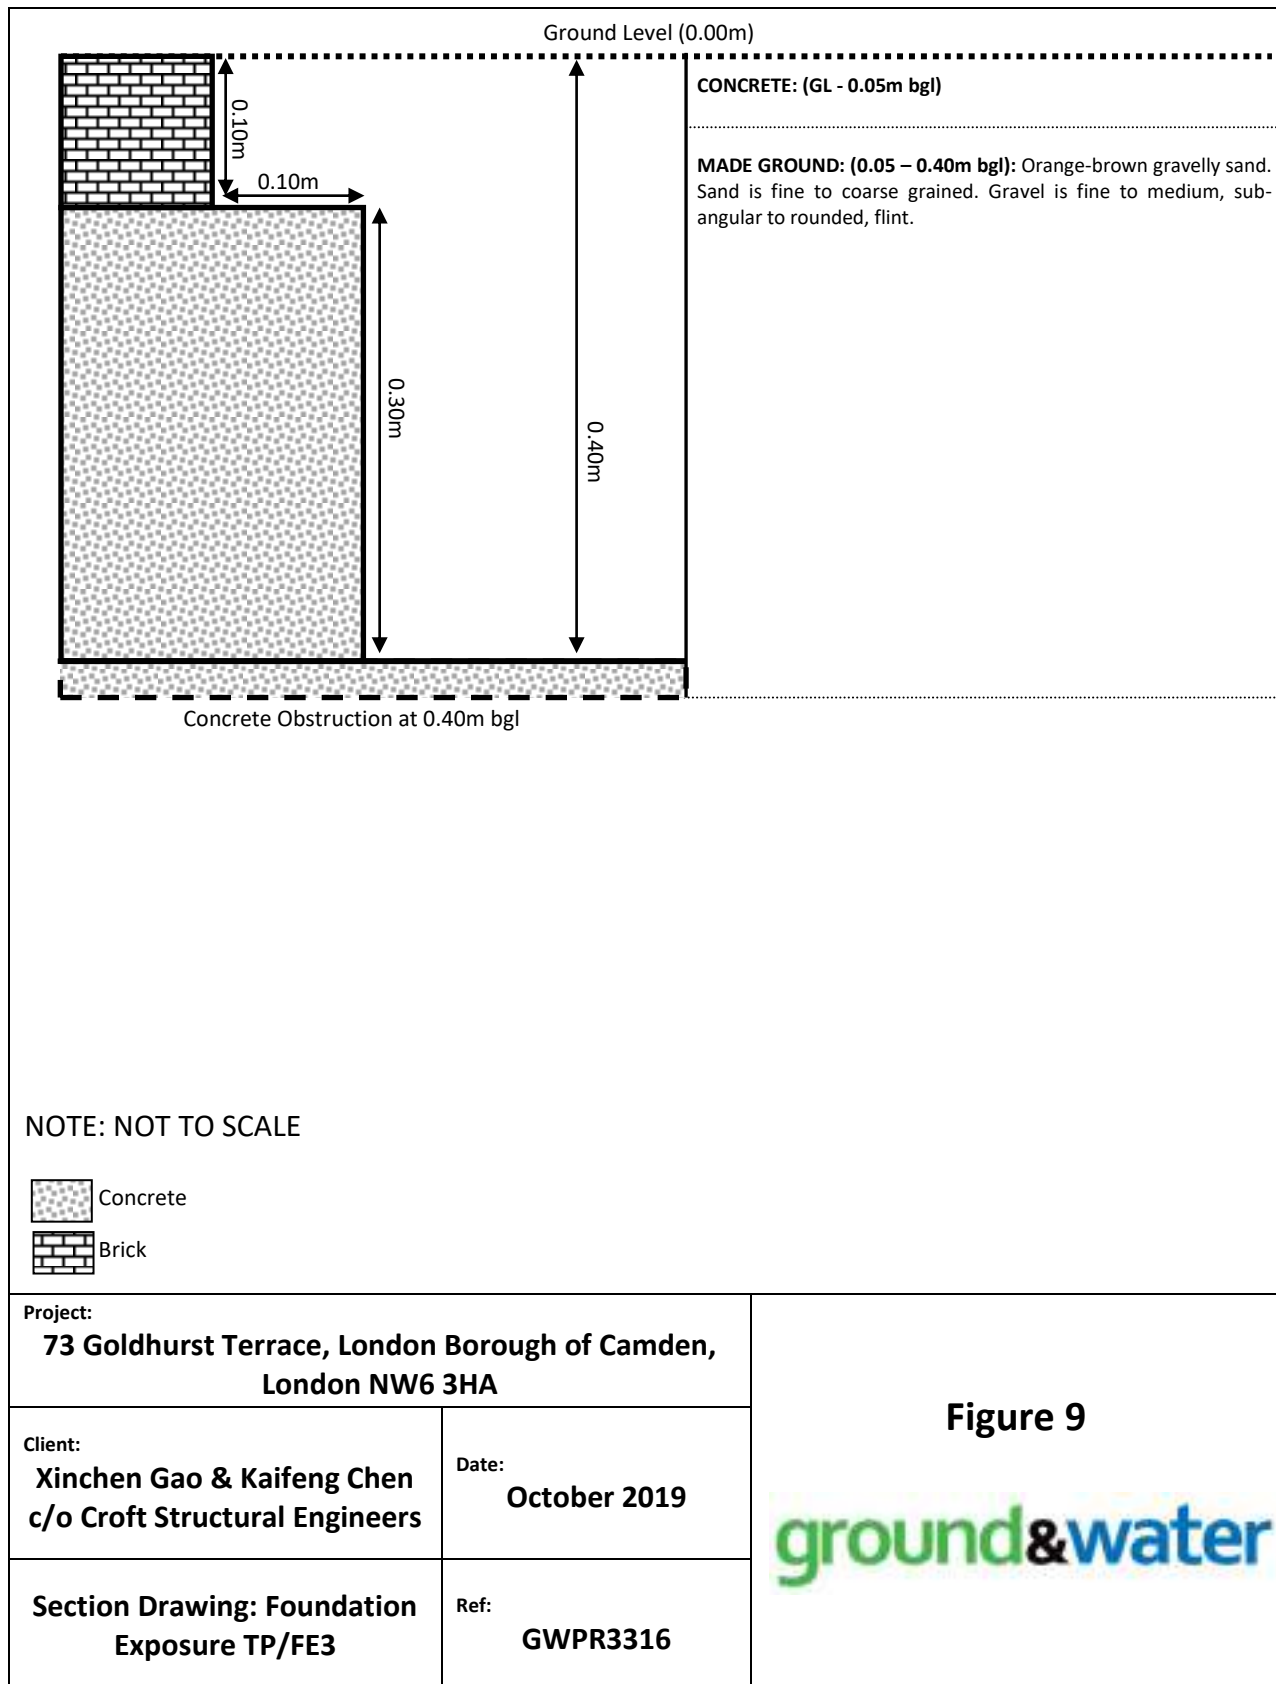 Ground Level (0.00m)
CONCRETE: (GL - 0.05m bgl)
0.10m
MADE GROUND: (0.05 – 0.40m bgl): Orange-brown gravelly sand.
Sand is fine to coarse grained. Gravel is fine to medium, sub-
angular to rounded, flint.
0.10m
0.30m
0.40m
Concrete Obstruction at 0.40m bgl
NOTE: NOT TO SCALE
Concrete
Brick
Project:
73 Goldhurst Terrace, London Borough of Camden,
London NW6 3HA
Client:
Xinchen Gao & Kaifeng Chen
c/o Croft Structural Engineers
Date:
October 2019
Section Drawing: Foundation
Exposure TP/FE3
Ref:
GWPR3316
Figure 9
ground&water